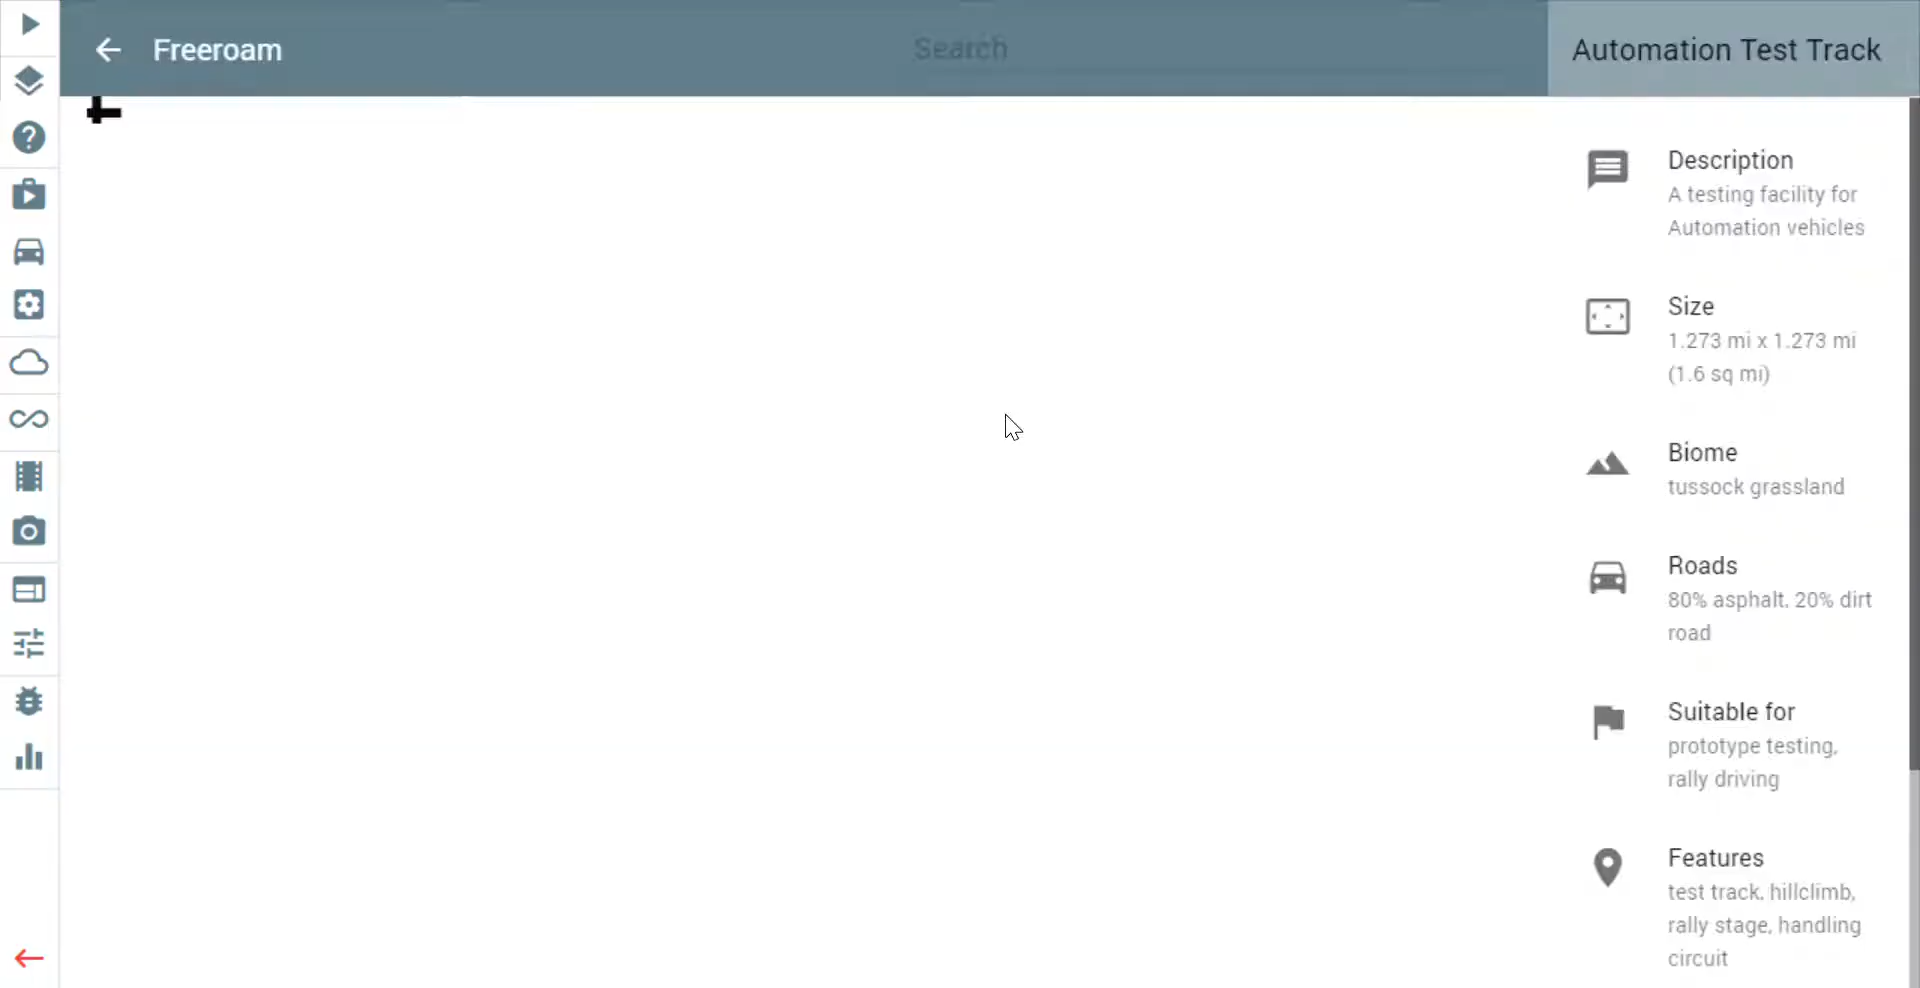 Freeroam
Search
Automation Test Track
Description
A testing facility for
Automation vehicles
Size
1.273 mi x 1.273 mi
(1.6 sq mi)
Biome
tussock grassland
Roads
80% asphalt, 20% dirt
road
Suitable for
prototype testing,
rally driving
Features
test track, hillclimb,
rally stage, handling
circuit